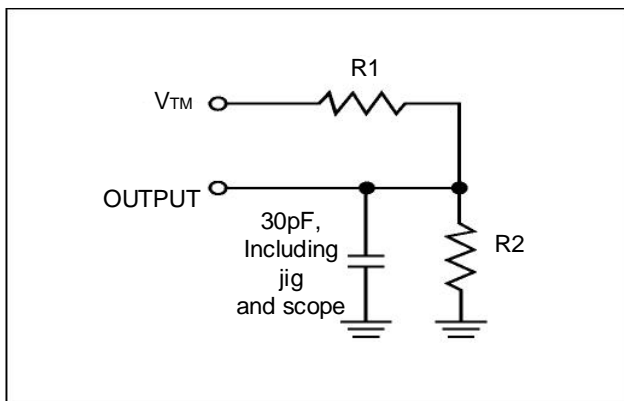 R1
VTM
OUTPUT
30pF,
Including
jig
and scope
R2